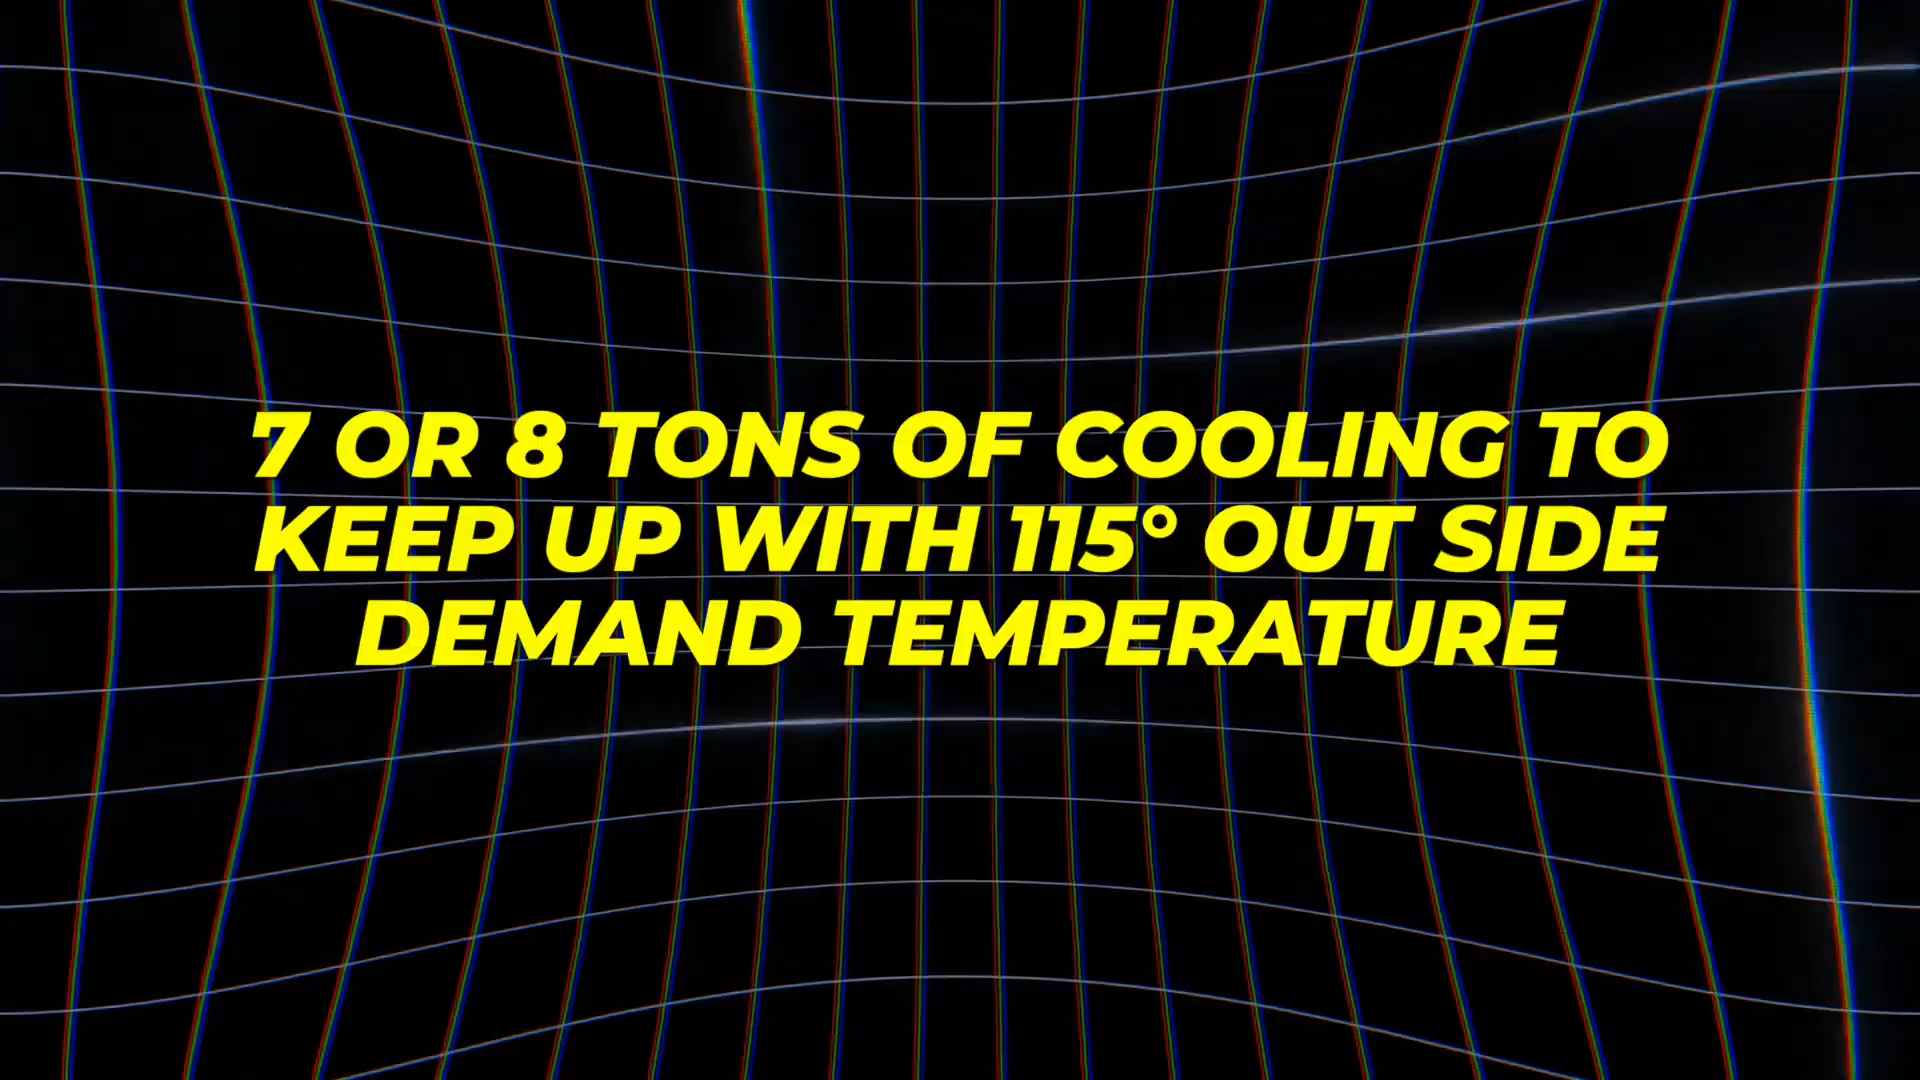 7 OR 8 TONS OF COOLING TO
KEEP UP WITH 115° OUT SIDE
DEMAND TEMPERATURE